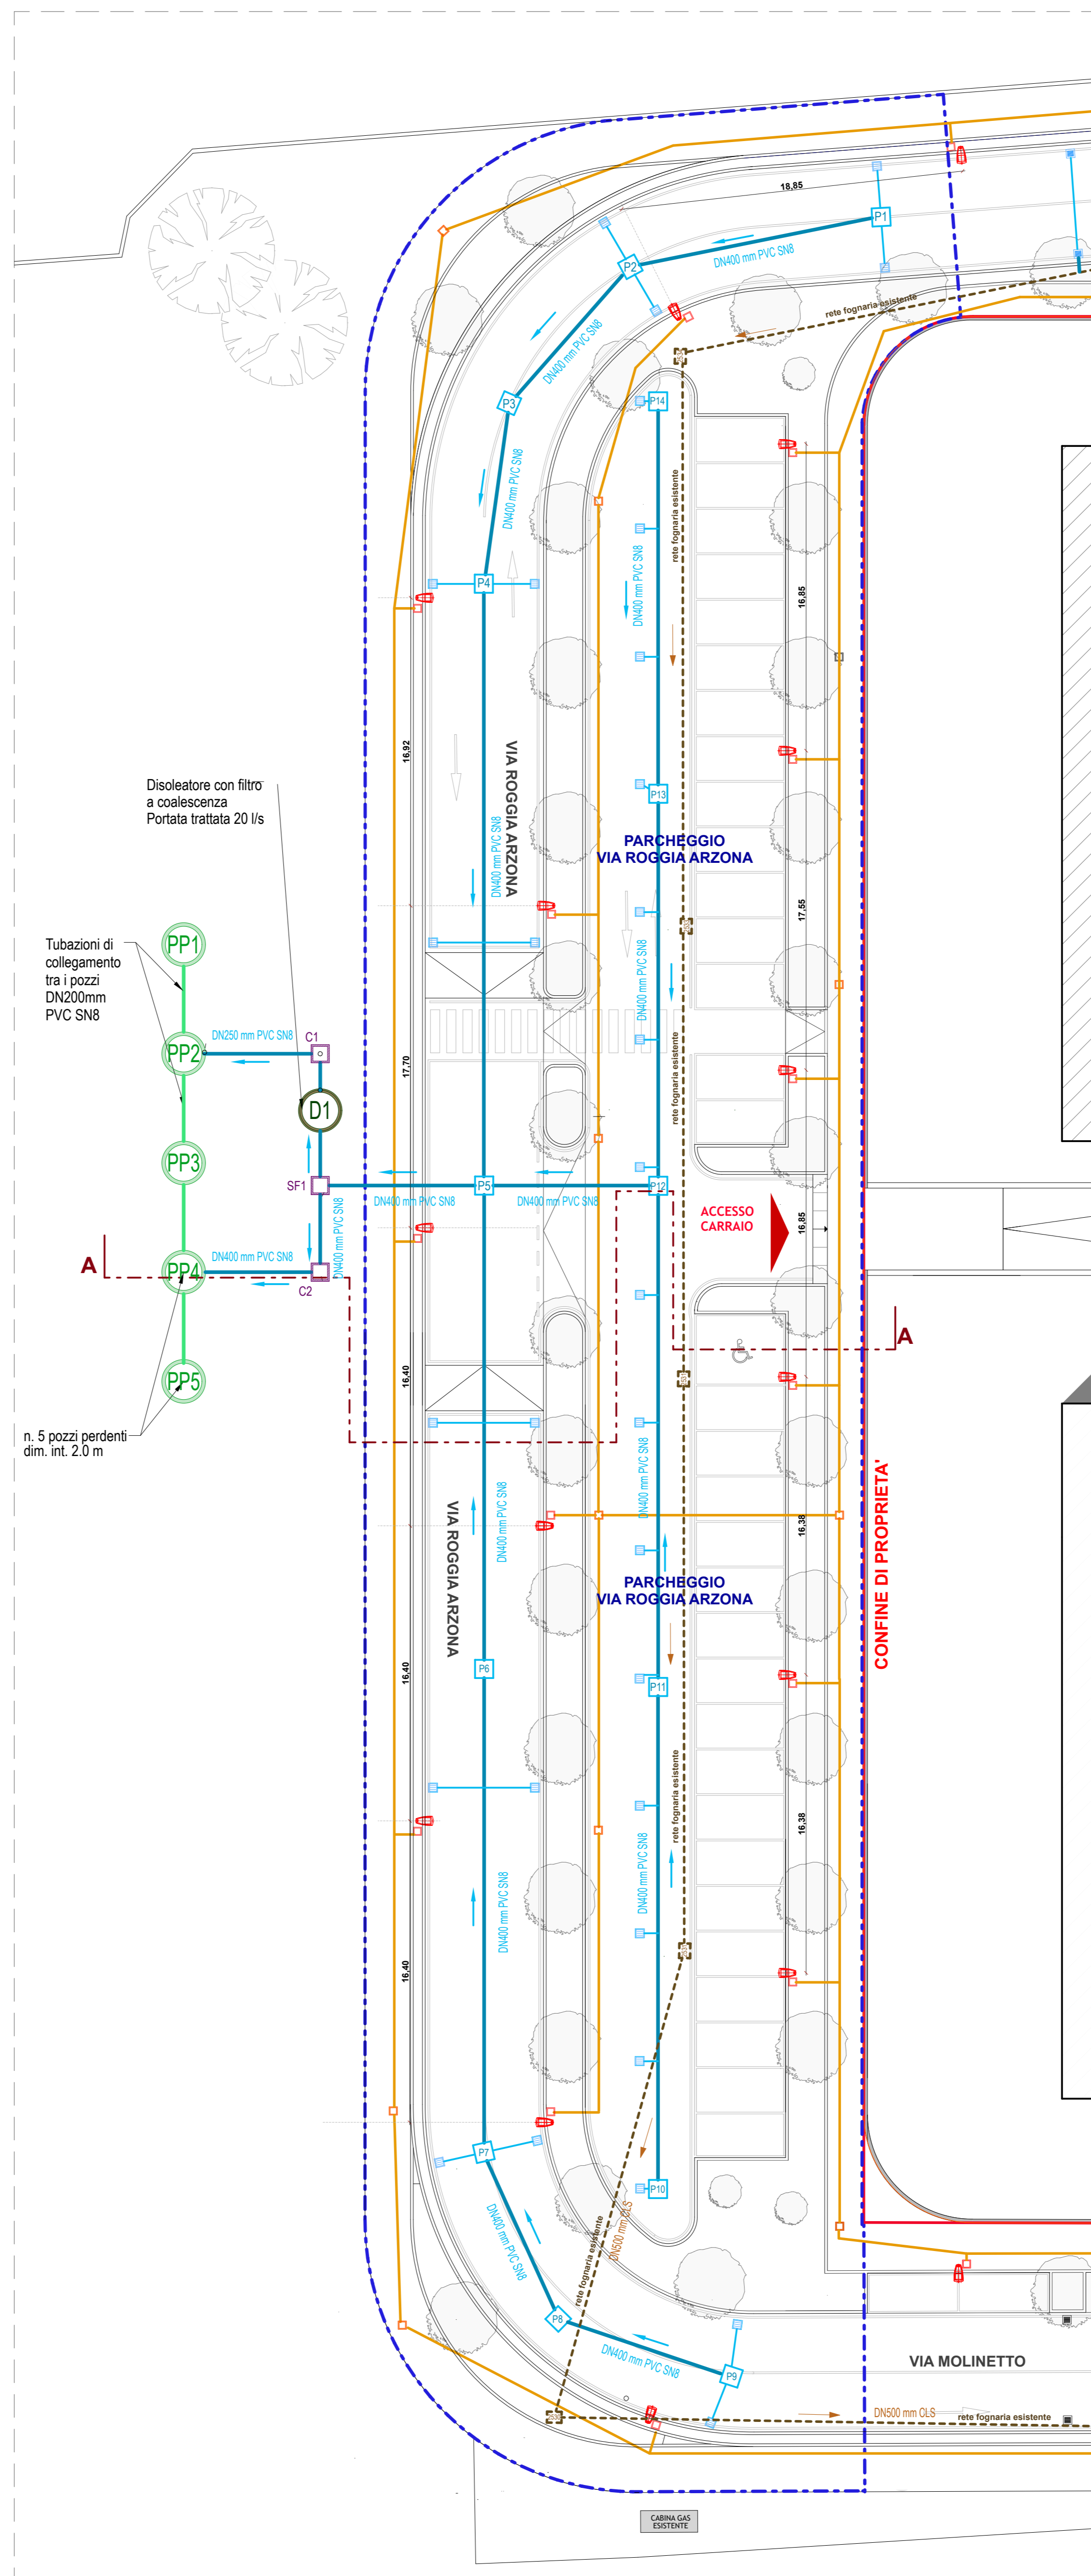 18,85
P1
DN400 mm PVC SN8
P2
rete fognaria esistente
DN400 mm PVC SN8
P3
P14
DN400 mm PVC SN8
rete fognaria esistente
DN400 mm PVC SN8
P4
16,85
16,92
VIA ROGGIA ARZONA
Disoleatore con filtro
a coalescenza
Portata trattata 20 l/s
P13
DN400 mm PVC SN8
PARCHEGGIO
VIA ROGGIA ARZONA
17,55
PP1
Tubazioni di
collegamento
tra i pozzi
DN200mm
PVC SN8
DN400 mm PVC SN8
DN250 mm PVC SN8
C1
PP2
17,70
rete fognaria esistente
D1
PP3
SF1
P5
P12
DN400 mm PVC SN8
DN400 mm PVC SN8
ACCESSO
CARRAIO
16,85
DN400 mm PVC SN8
DN400 mm PVC SN8
A
PP4
C2
A
16,40
PP5
n. 5 pozzi perdenti
dim. int. 2.0 m
DN400 mm PVC SN8
DN400 mm PVC SN8
VIA ROGGIA ARZONA
16,38
CONFINE DI PROPRIETA'
PARCHEGGIO
VIA ROGGIA ARZONA
P6
16,40
P11
rete fognaria esistente
16,38
DN400 mm PVC SN8
DN400 mm PVC SN8
16,40
P7
P10
DN400 mm PVC SN8
DN500 mm CLS
rete fognaria esistente
P8
DN400 mm PVC SN8
P9
VIA MOLINETTO
DN500 mm CLS
rete fognaria esistente
CABINA GAS
ESISTENTE